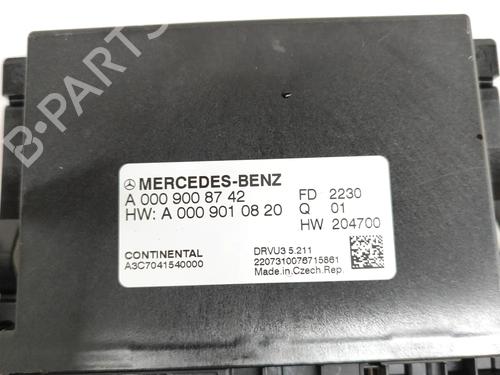 MERCEDES-BENZ
A 000 900 87 42
HW: A 000 901 08 20
FD 2230
Q 01
HW 204700
CONTINENTAL
A3C7041540000
DRVU3 5.211
2207310076715861
Made.in.Czech.Rep.
B-PARTS